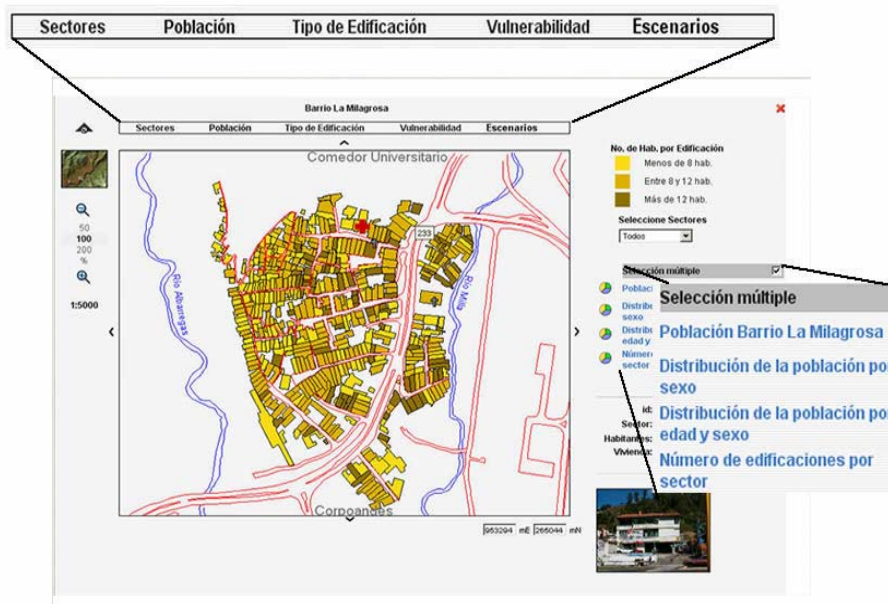 Sectores Población Tipo de Edificación Vulnerabilidad Escenarios
Barrio La Milagrosa
Sectores Población Tipo de Edificación Vulnerabilidad Escenarios
Comedor Universitario
No. de Hab. por Edificación
Menos de 8 hab.
Entre 8 y 12 hab.
Más de 12 hab.
Seleccione Sectores
Todos
50
100
200
%
1:5000
233
Río Albarregas
Río Milla
Selección múltiple
sexo
edad y
sector
Selección múltiple
Población Barrio La Milagrosa
Distribución de la población por
sexo
Distribución de la población por
edad y sexo
Número de edificaciones por
sector
id:
Sector:
Habitantes:
Vivienda:
Corpoandes
953294 mE 265044 mN